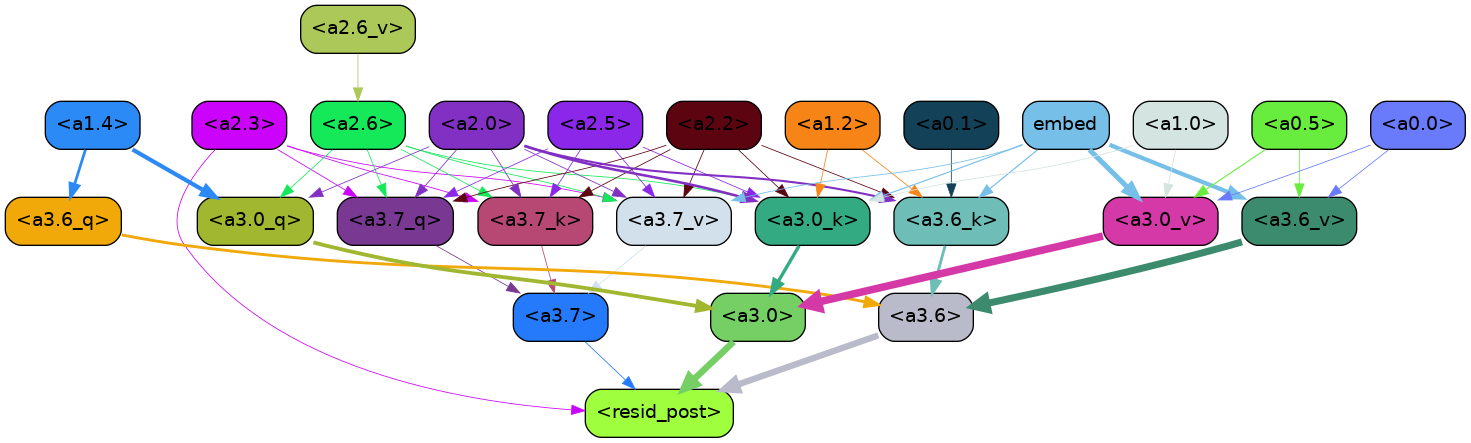 <a2.6_v>
<a1.4> <a2.3> <a2.6> <a2.0> <a2.5> <a2.2> <a1.2> <a0.1> embed <a1.0> <a0.5> <a0.0>
<a3.6_q> <a3.0_q> <a3.7_q> <a3.7_k> <a3.7_v> <a3.0_k> <a3.6_k> <a3.0_v> <a3.6_v>
<a3.7> <a3.0> <a3.6>
<resid_post>